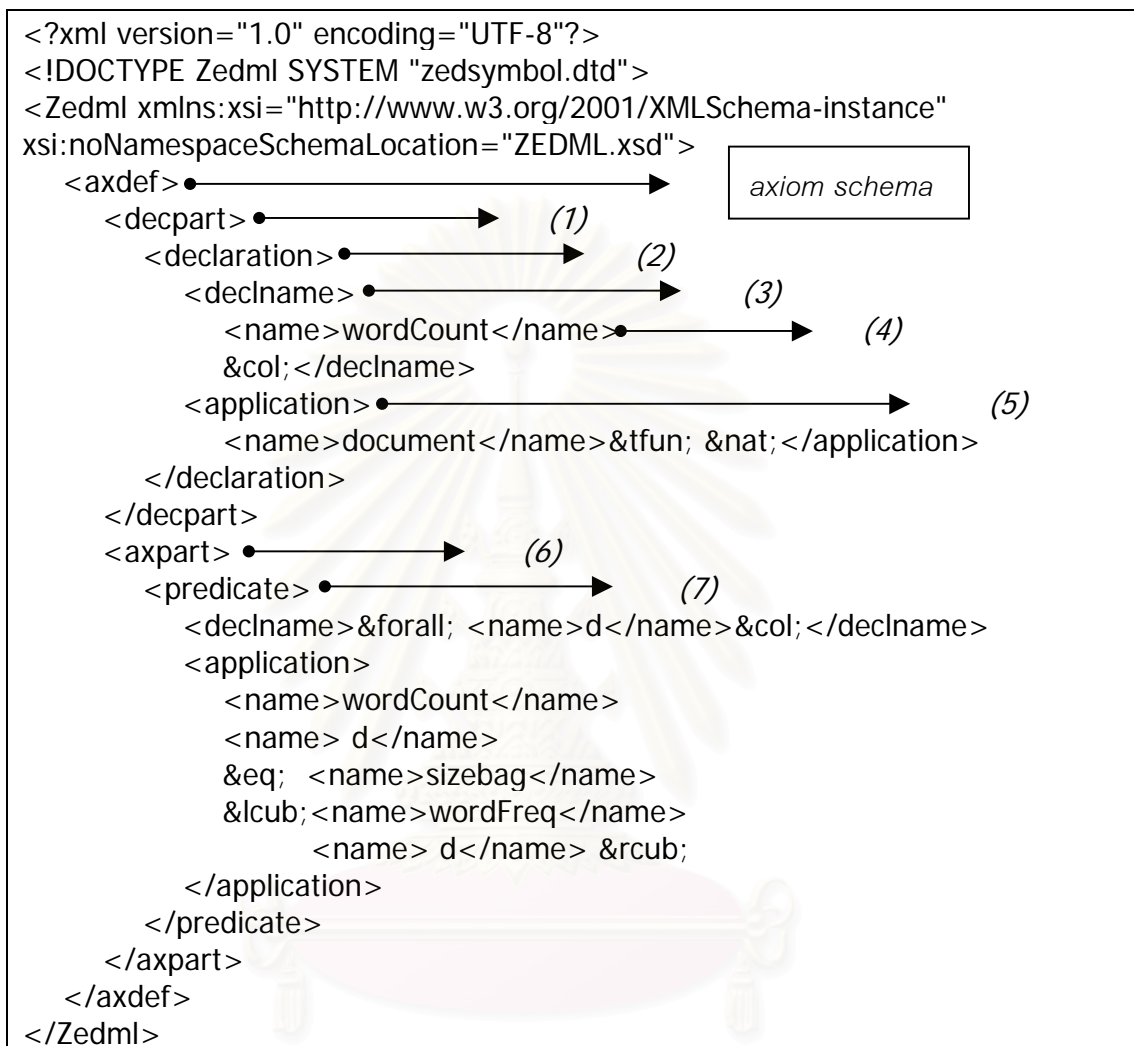 <?xml version="1.0" encoding="UTF-8"?>
<!DOCTYPE Zedml SYSTEM "zedsymbol.dtd">
<Zedml xmlns:xsi="http://www.w3.org/2001/XMLSchema-instance"
xsi:noNamespaceSchemaLocation="ZEDML.xsd">
<axdef> axiom schema
<decpart> (1)
<declaration> (2)
<declname> (3)
<name>wordCount</name> (4)
&col;</declname>
<application> (5)
<name>document</name>&tfun; &nat;</application>
</declaration>
</decpart>
<axpart> (6)
<predicate> (7)
<declname>&forall; <name>d</name>&col;</declname>
<application>
<name>wordCount</name>
<name> d</name>
&eq; <name>sizebag</name>
&lcub;<name>wordFreq</name>
<name> d</name> &rcub;
</application>
</predicate>
</axpart>
</axdef>
</Zedml>